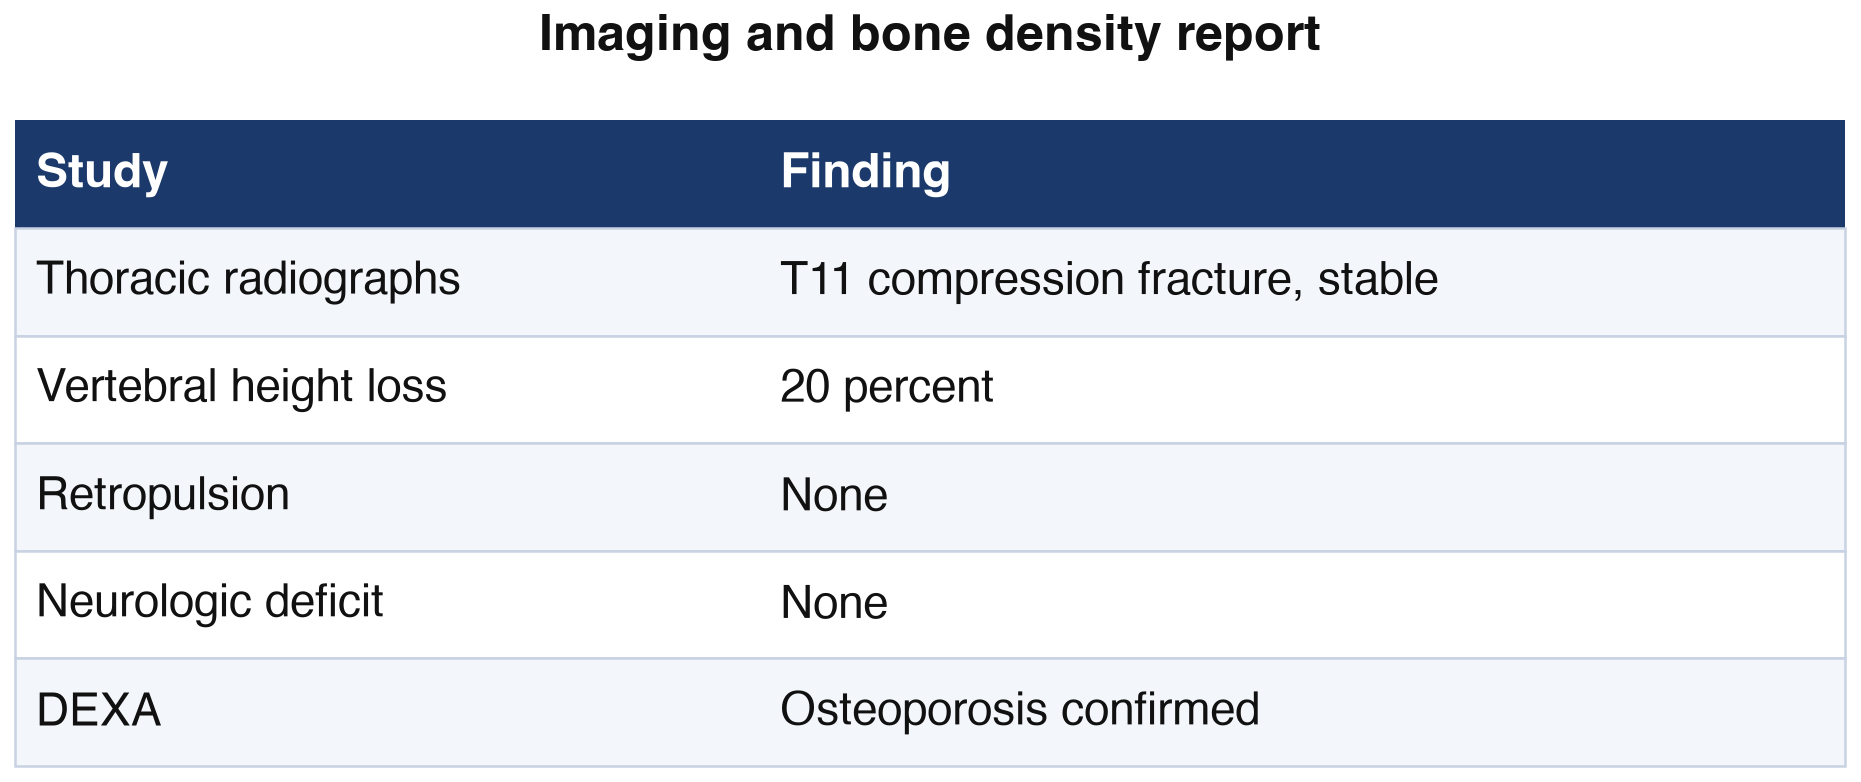 Imaging and bone density report
Study Finding
Thoracic radiographs T11 compression fracture, stable
Vertebral height loss 20 percent
Retropulsion None
Neurologic deficit None
DEXA Osteoporosis confirmed